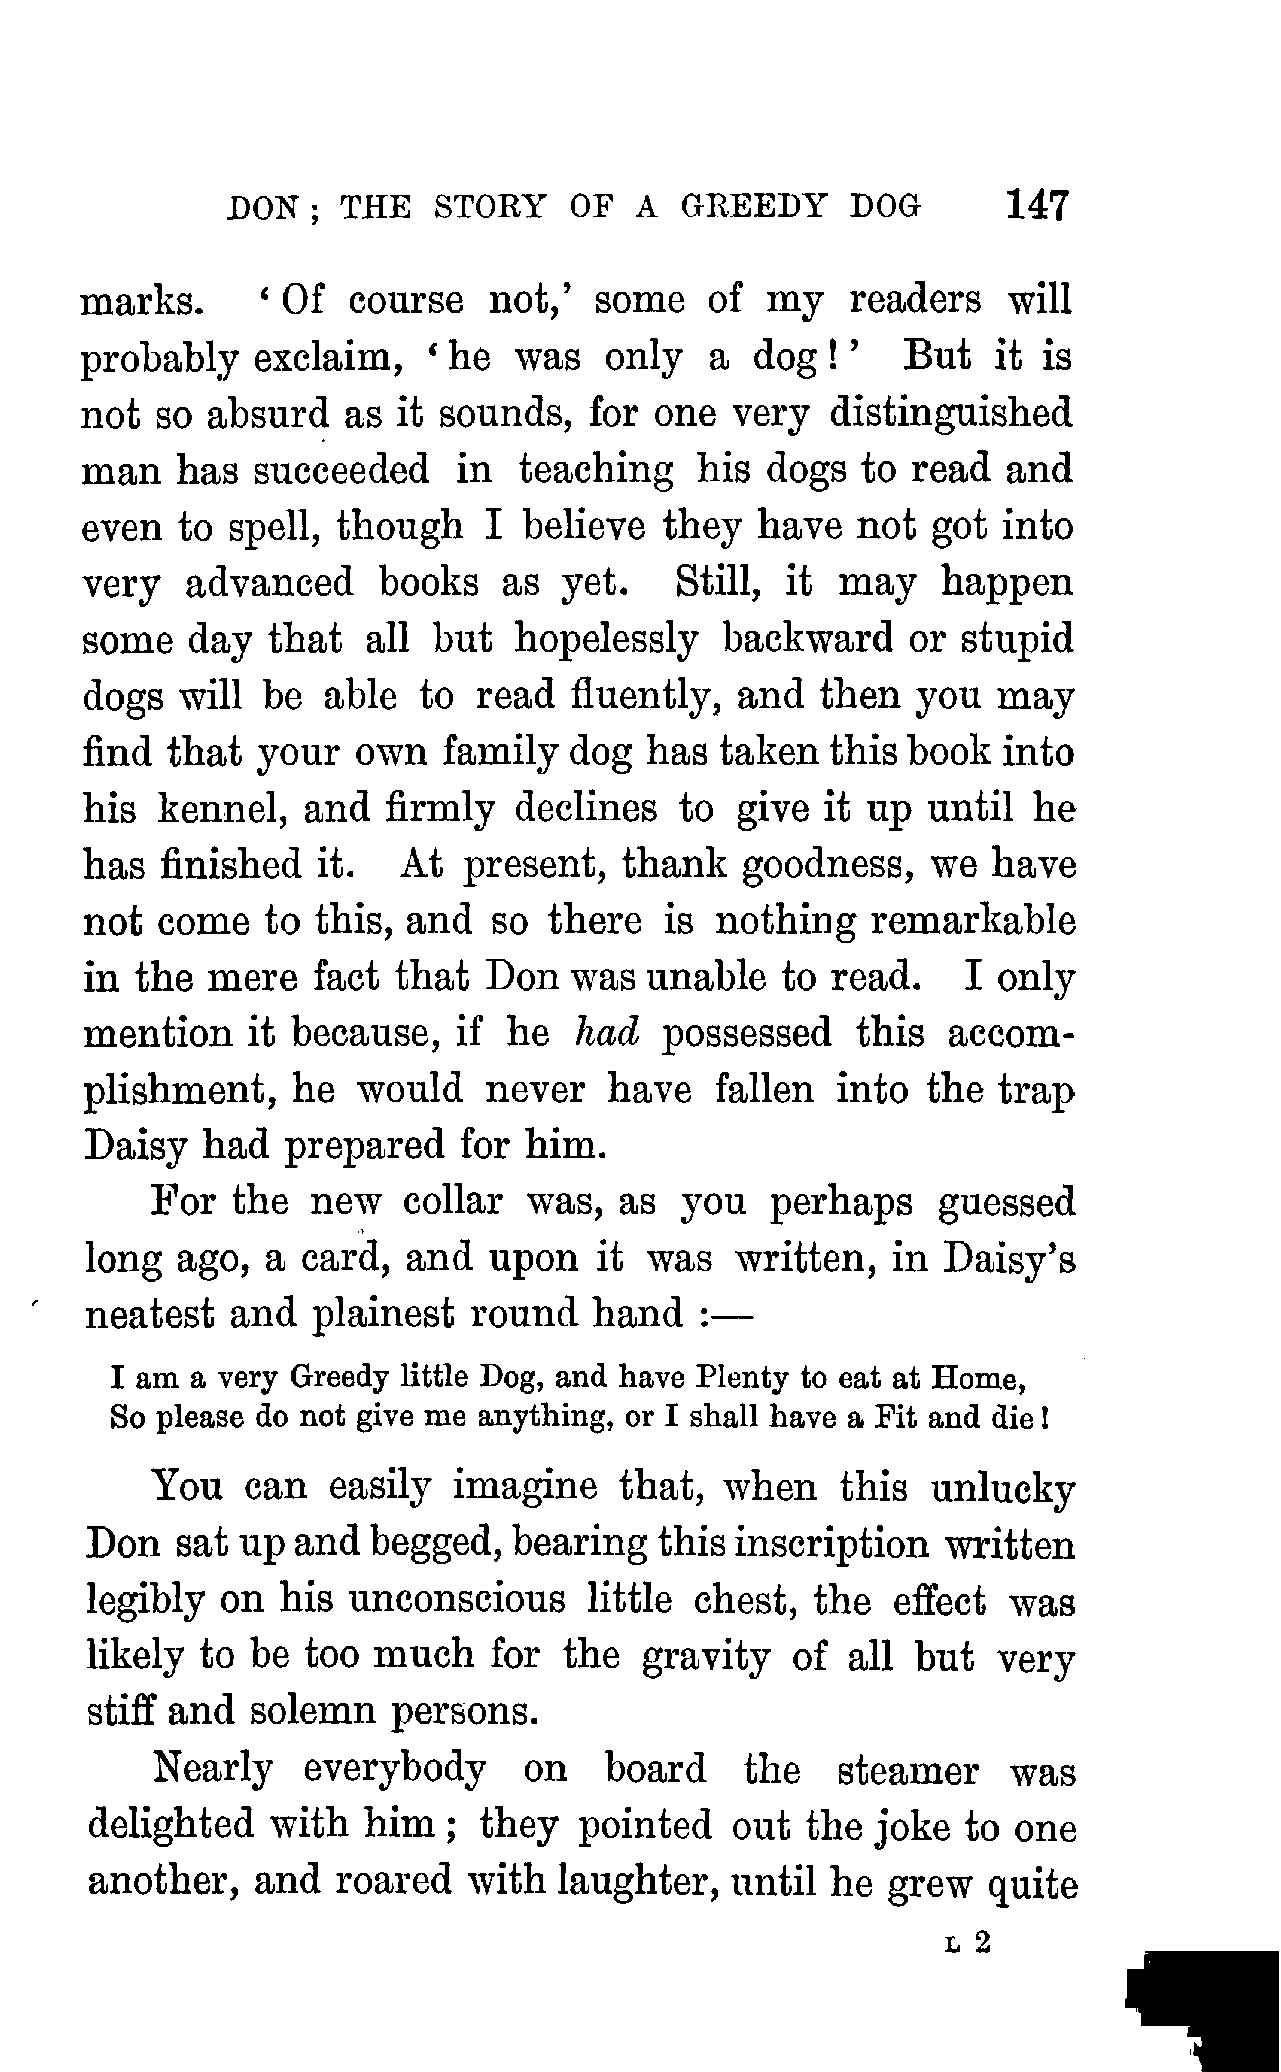 DON ; THE STORY OF A GREEDY DOG 147
marks. ‘ Of course not,’ some of my readers will
probably exclaim, ‘ he was only a dog ! ’ But it is
not so absurd as it sounds, for one very distinguished
man has succeeded in teaching his dogs to read and
even to spell, though I believe they have not got into
very advanced books as yet. Still, it may happen
some day that all but hopelessly backward or stupid
dogs will be able to read fluently, and then you may
find that your own family dog has taken this book into
his kennel, and firmly declines to give it up until he
has finished it. At present, thank goodness, we have
not come to this, and so there is nothing remarkable
in the mere fact that Don was unable to read. I only
mention it because, if he had possessed this accom-
plishment, he would never have fallen into the trap
Daisy had prepared for him.
For the new collar was, as you perhaps guessed
long ago, a card, and upon it was written, in Daisy’s
neatest and plainest round hand :—
I am a very Greedy little Dog, and have Plenty to eat at Home,
So please do not give me anything, or I shall have a Fit and die !
You can easily imagine that, when this unlucky
Don sat up and begged, bearing this inscription written
legibly on his unconscious little chest, the effect was
likely to be too much for the gravity of all but very
stiff and solemn persons.
Nearly everybody on board the steamer was
delighted with him ; they pointed out the joke to one
another, and roared with laughter, until he grew quite
L 2